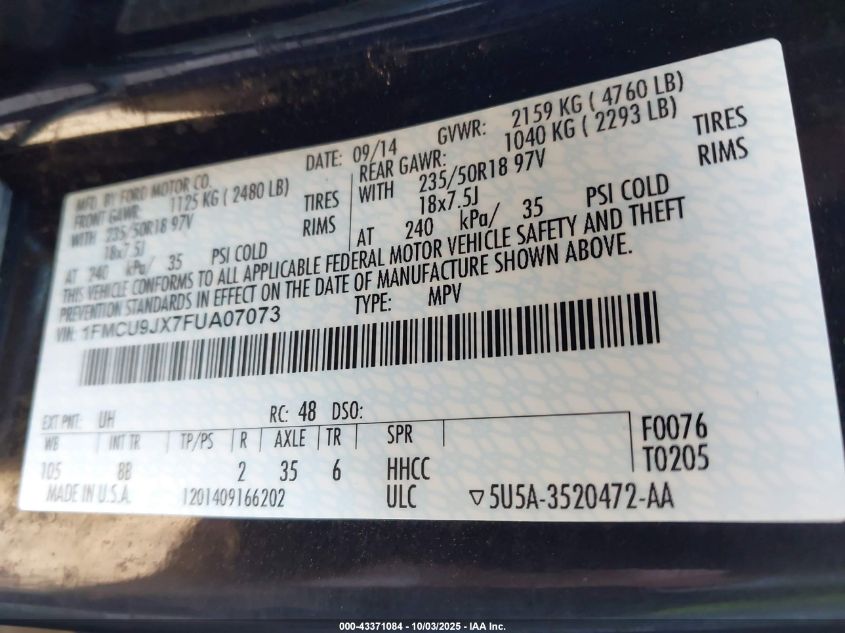 MFD. BY FORD MOTOR CO.
DATE: 09/14 GVWR: 2159 KG ( 4760 LB)
FRONT GAWR: 1125 KG ( 2480 LB) REAR GAWR: 1040 KG ( 2293 LB)
WITH 235/50R18 97V TIRES WITH 235/50R18 97V TIRES
18x7.5J RIMS 18x7.5J RIMS
AT 240 kPa/ 35 PSI COLD AT 240 kPa/ 35 PSI COLD
THIS VEHICLE CONFORMS TO ALL APPLICABLE FEDERAL MOTOR VEHICLE SAFETY AND THEFT
PREVENTION STANDARDS IN EFFECT ON THE DATE OF MANUFACTURE SHOWN ABOVE.
VIN: 1FMCU9JX7FUA07073 TYPE: MPV
EXT PNT: UH RC: 48 DSO:
WB INT TR TP/PS R AXLE TR SPR F0076
105 8B 2 35 6 HHCC T0205
MADE IN U.S.A. 1201409166202 ULC ▽5U5A-3520472-AA
000-43371084 - 10/03/2025 - IAA Inc.